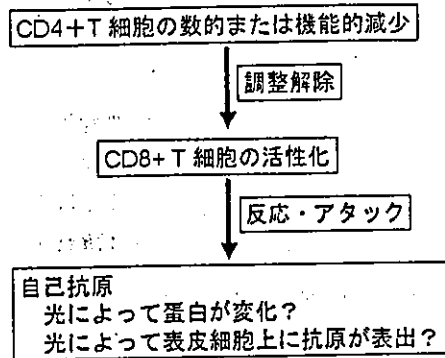 CD4+T 細胞の数的または機能的減少
調整解除
CD8+ T 細胞の活性化
反応・アタック
自己抗原
光によって蛋白が変化？
光によって表皮細胞上に抗原が表出？